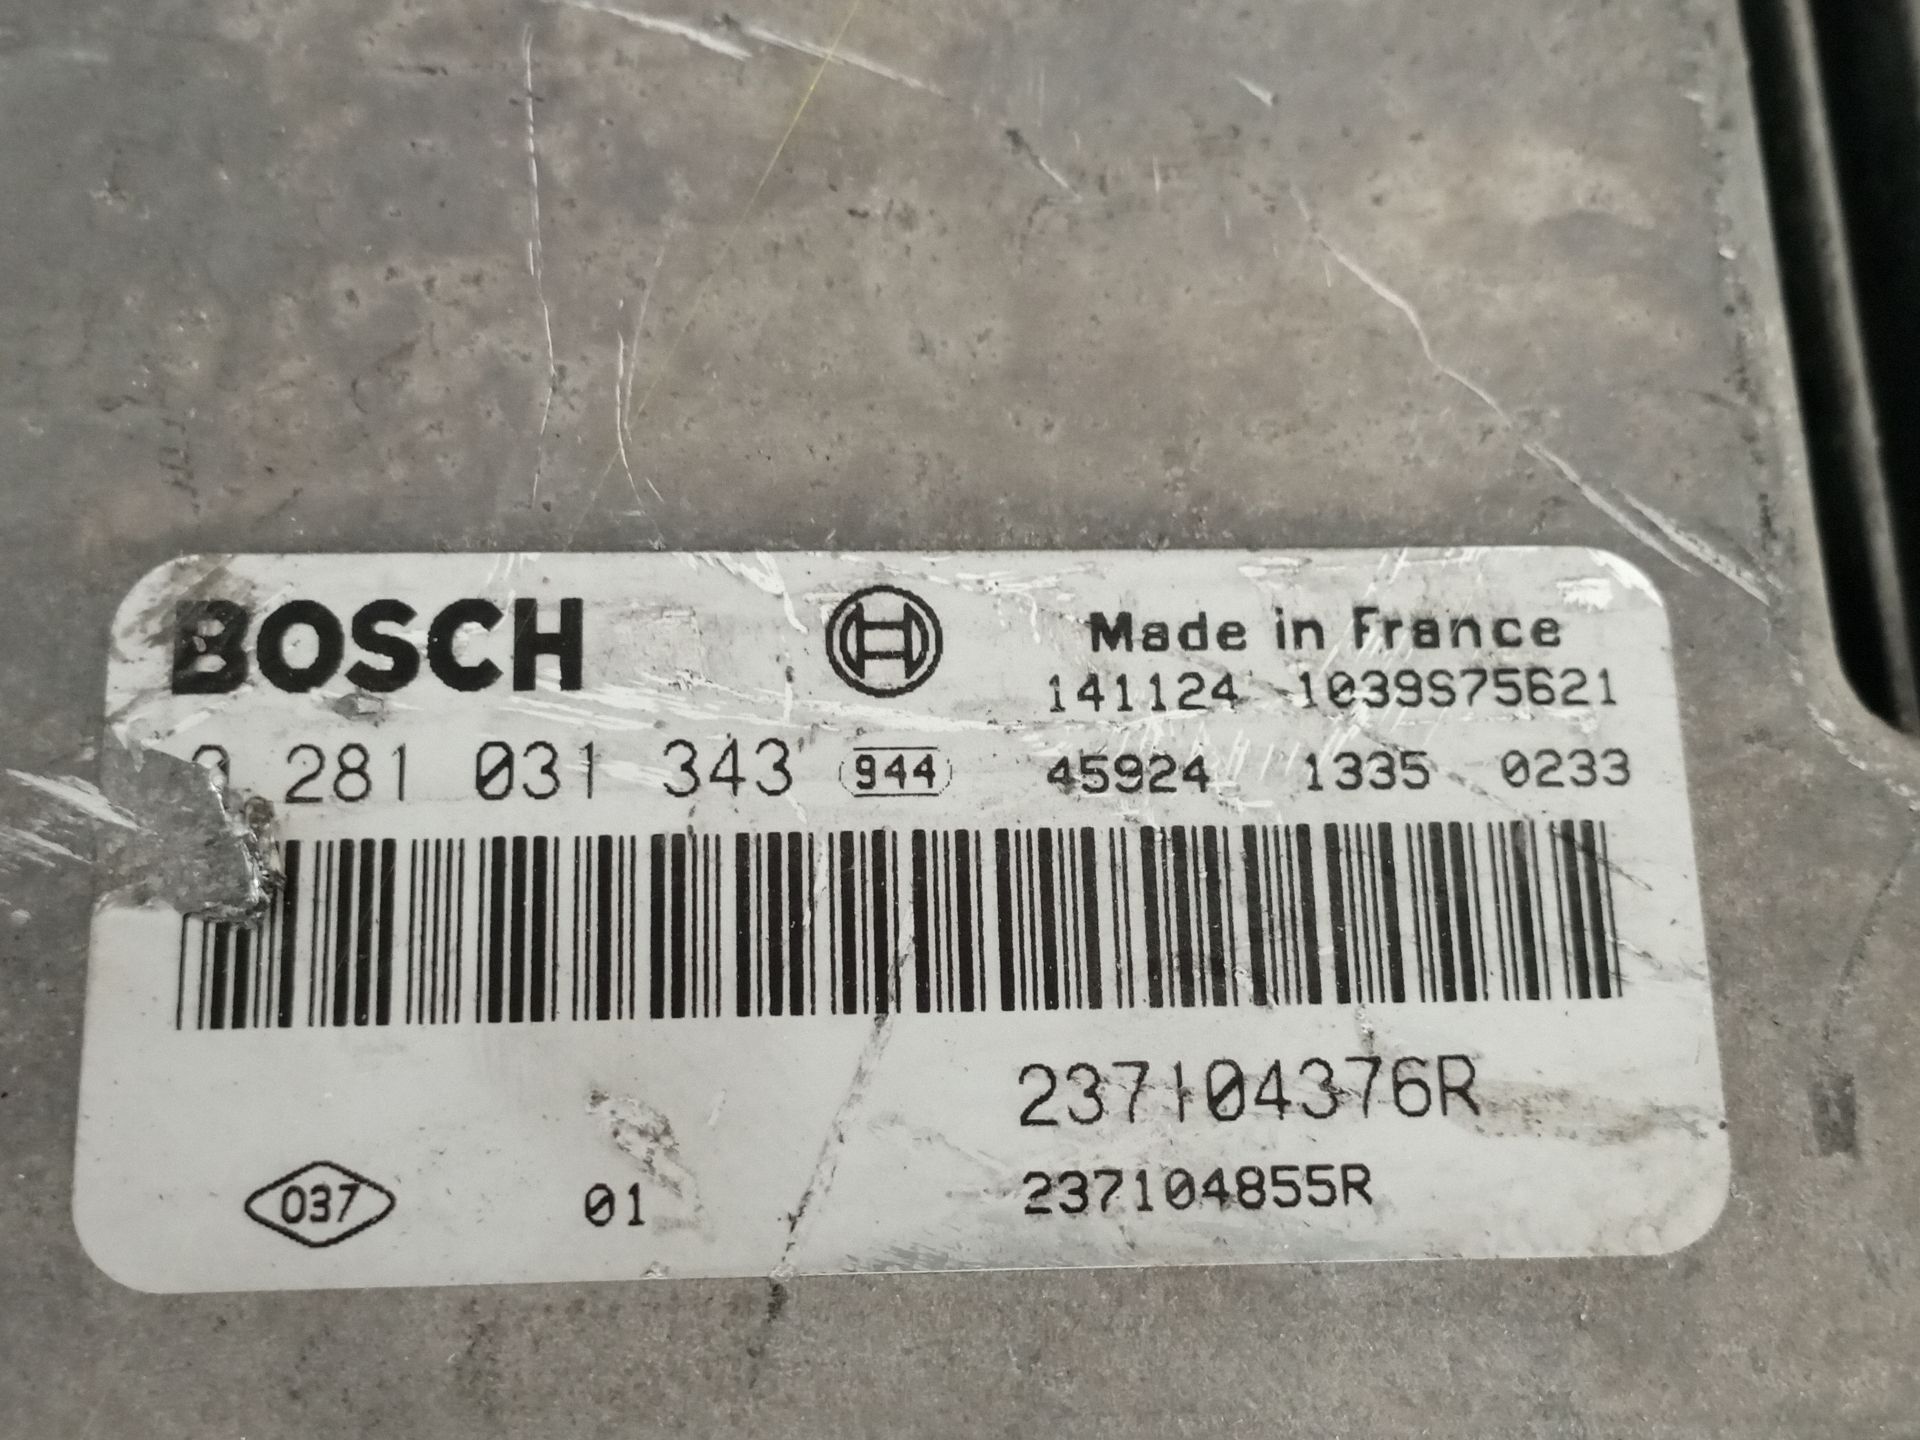 BOSCH
Made in France
141124 1039S75621
0 281 031 343 944 45924 1335 0233
237104376R
037 01 237104855R